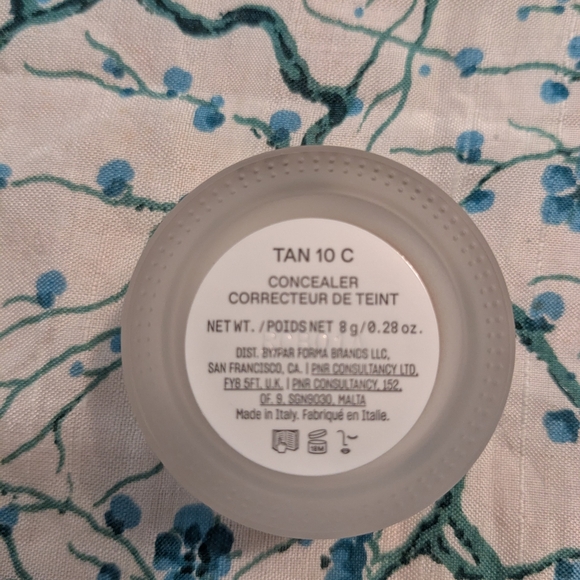 TAN 10 C
CONCEALER
CORRECTEUR DE TEINT
NET WT. /POIDS NET 8 g/0.28 oz.
DIST. BY/PAR FORMA BRANDS LLC,
SAN FRANCISCO, CA. | PNR CONSULTANCY LTD,
FY8 5FT, U.K. | PNR CONSULTANCY, 152,
OF. 9, SGN9030, MALTA
Made in Italy. Fabriqué en Italie.